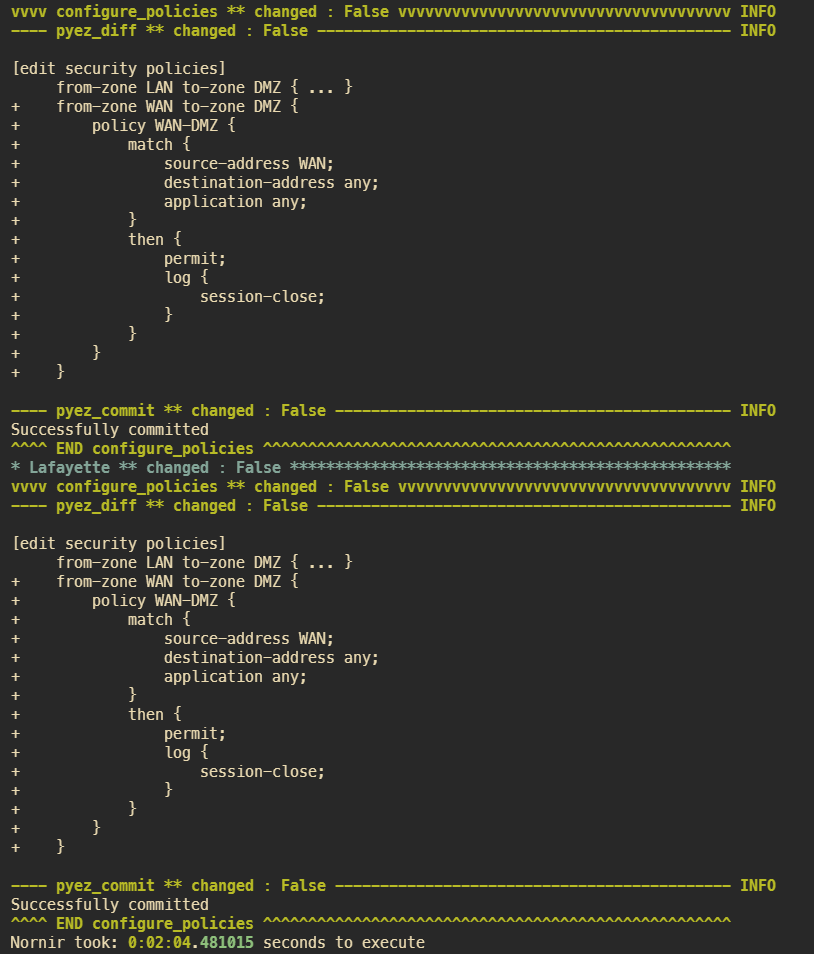 vvvv configure_policies ** changed : False vvvvvvvvvvvvvvvvvvvvvvvvvvvvvvvvvvvvv INFO
---- pyez_diff ** changed : False ---------------------------------------------- INFO
[edit security policies]
     from-zone LAN to-zone DMZ { ... }
+    from-zone WAN to-zone DMZ {
+        policy WAN-DMZ {
+            match {
+                source-address WAN;
+                destination-address any;
+                application any;
+            }
+            then {
+                permit;
+                log {
+                    session-close;
+                }
+            }
+        }
+    }
---- pyez_commit ** changed : False -------------------------------------------- INFO
Successfully committed
^^^^ END configure_policies ^^^^^^^^^^^^^^^^^^^^^^^^^^^^^^^^^^^^^^^^^^^^^^^^^^^^
* Lafayette ** changed : False *************************************************
vvvv configure_policies ** changed : False vvvvvvvvvvvvvvvvvvvvvvvvvvvvvvvvvvvvv INFO
---- pyez_diff ** changed : False ---------------------------------------------- INFO
[edit security policies]
     from-zone LAN to-zone DMZ { ... }
+    from-zone WAN to-zone DMZ {
+        policy WAN-DMZ {
+            match {
+                source-address WAN;
+                destination-address any;
+                application any;
+            }
+            then {
+                permit;
+                log {
+                    session-close;
+                }
+            }
+        }
+    }
---- pyez_commit ** changed : False -------------------------------------------- INFO
Successfully committed
^^^^ END configure_policies ^^^^^^^^^^^^^^^^^^^^^^^^^^^^^^^^^^^^^^^^^^^^^^^^^^^^
Nornir took: 0:02:04.481015 seconds to execute